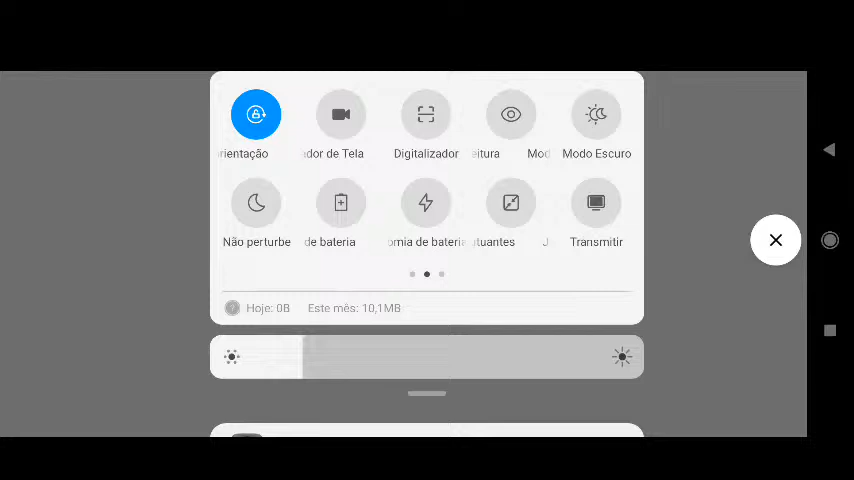 rientação dor de Tela Digitalizador eitura Mod Modo Escuro
Não perturbe de bateria omia de bateria tuantes J Transmitir
? Hoje: 0B Este mês: 10,1MB